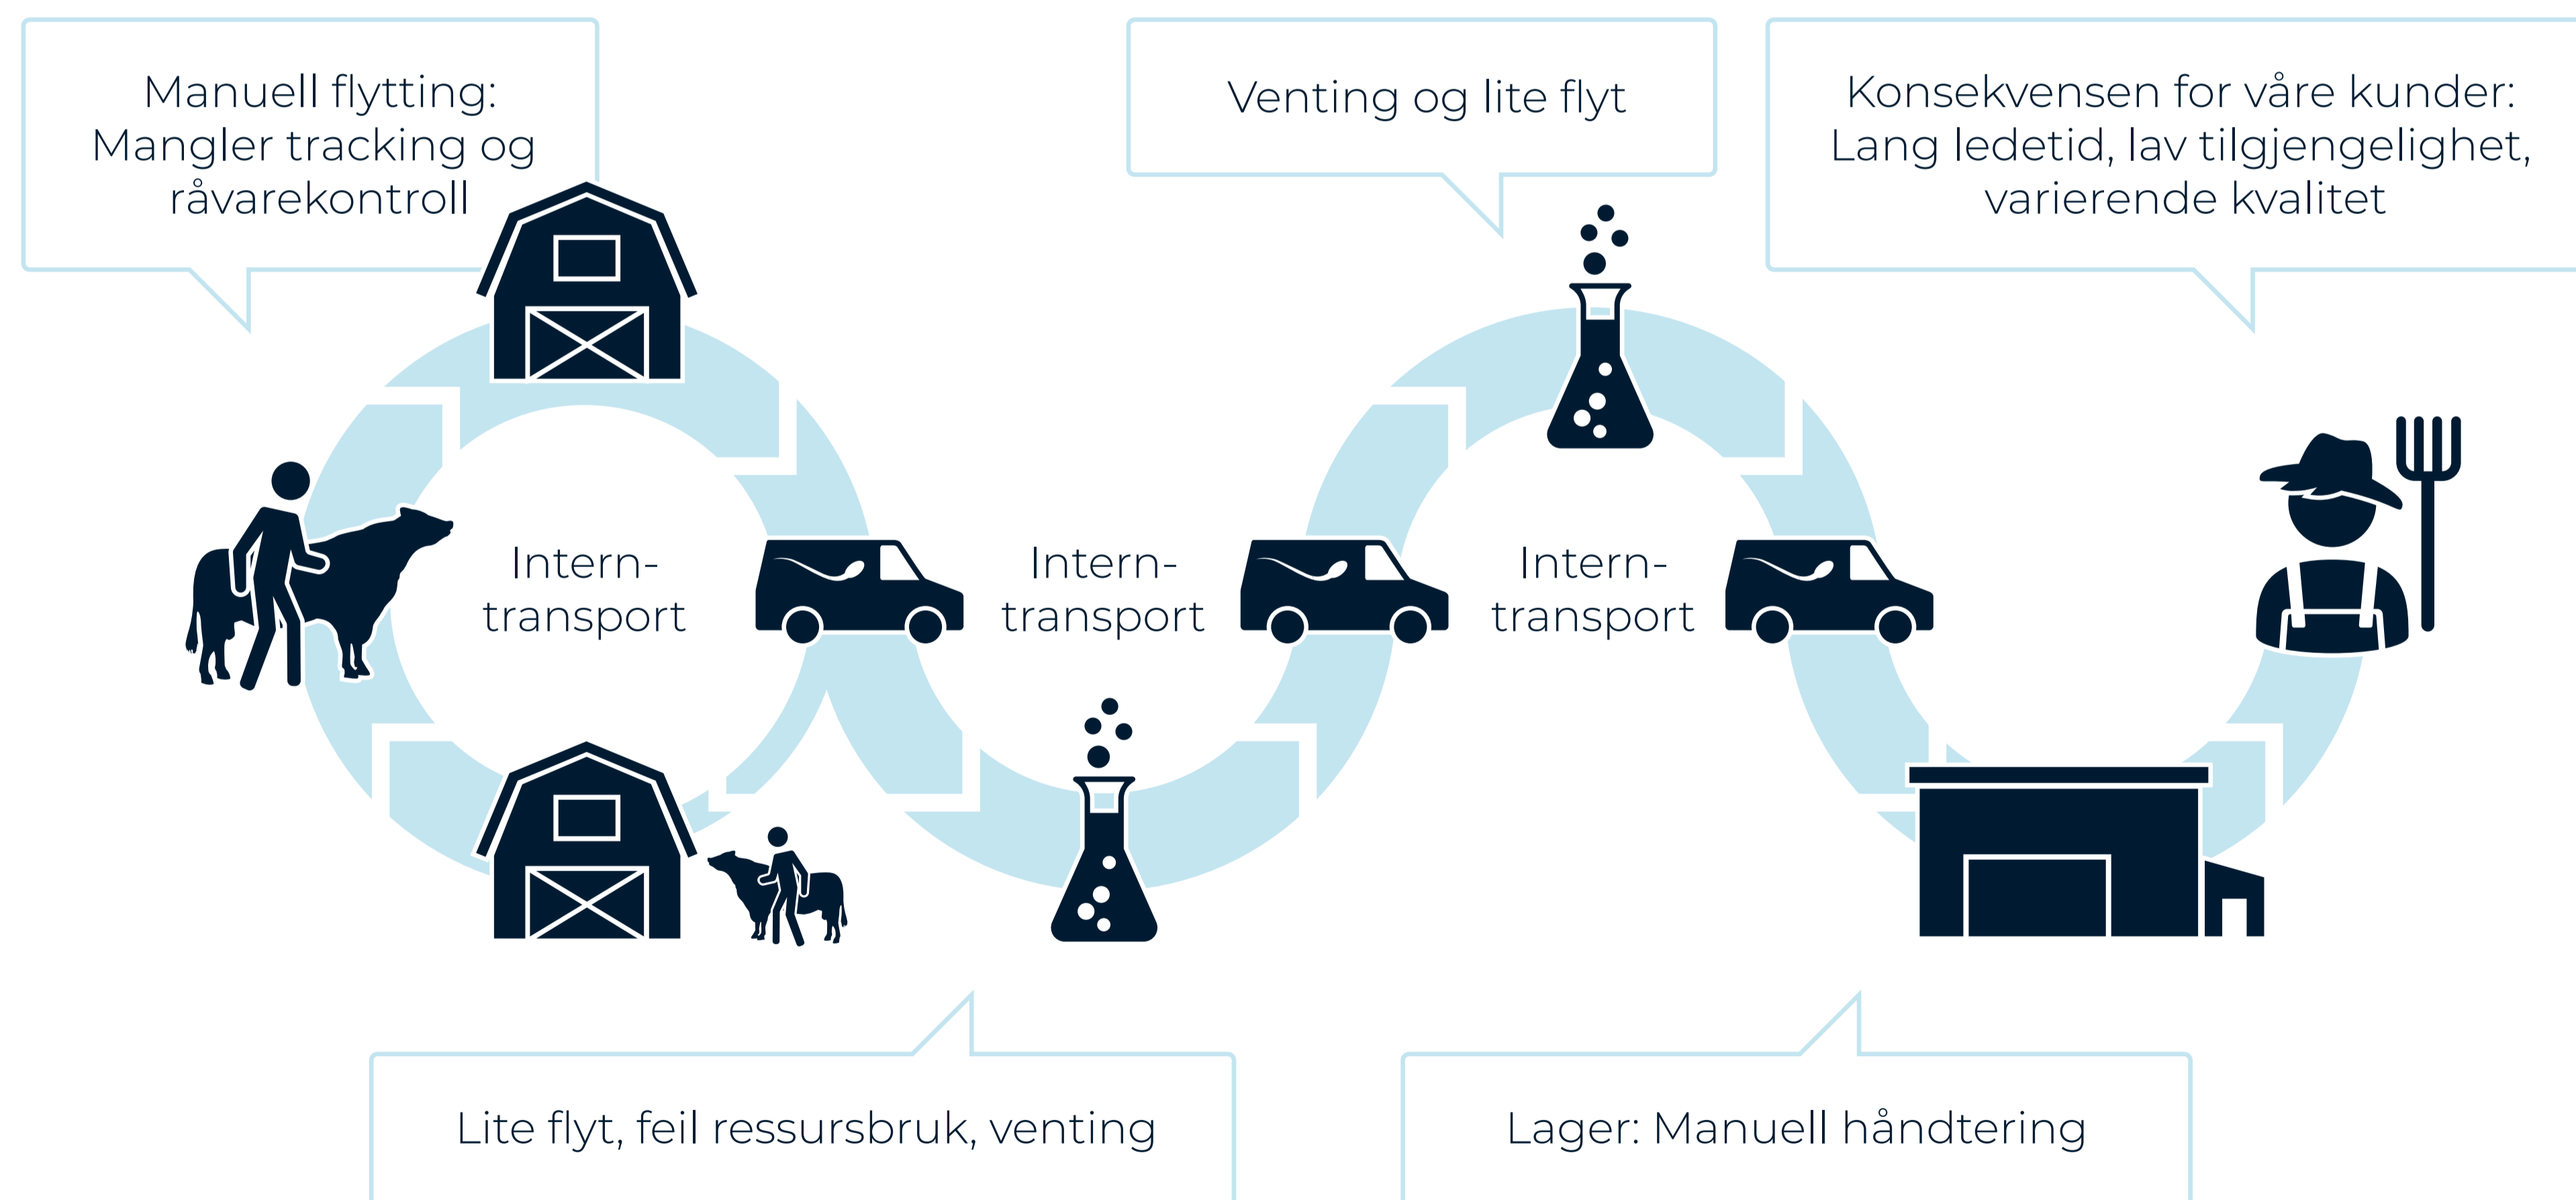 Manuell flytting:
Mangler tracking og
råvarekontroll
Venting og lite flyt
Konsekvensen for våre kunder:
Lang ledetid, lav tilgjengelighet,
varierende kvalitet
Intern-
transport
Intern-
transport
Intern-
transport
Lite flyt, feil ressursbruk, venting
Lager: Manuell håndtering